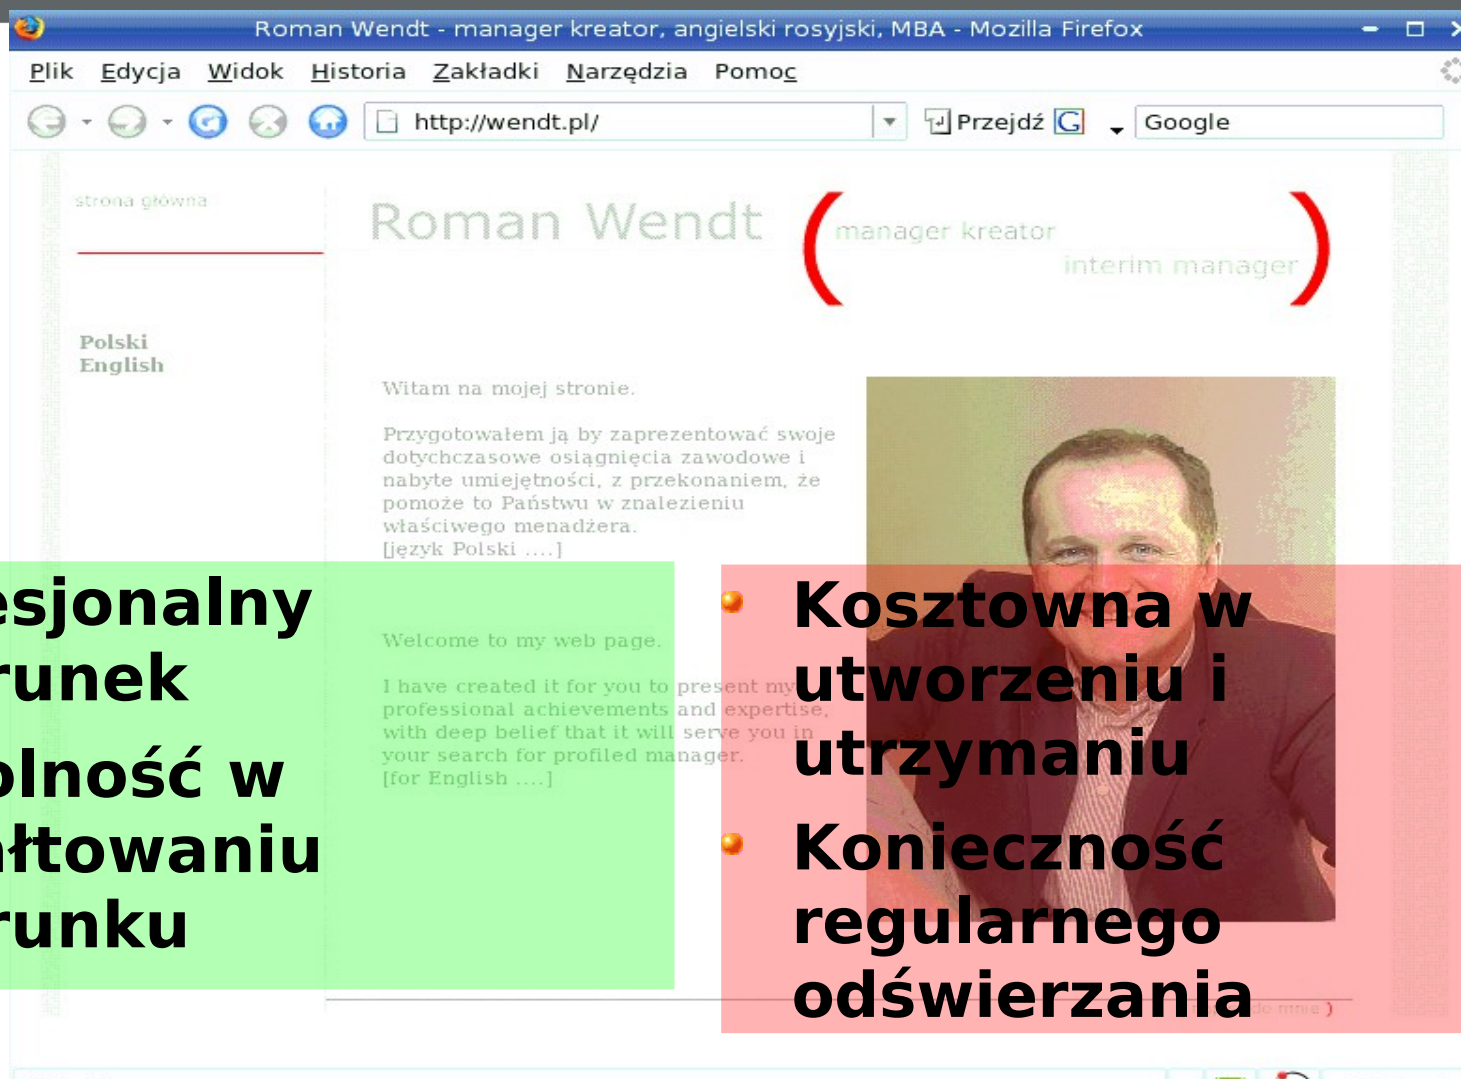 Roman Wendt - manager kreator, angielski rosyjski, MBA - Mozilla Firefox
Plik Edycja Widok Historia Zakładki Narzędzia Pomoc
http://wendt.pl/ Przejdź G Google
strona główna
Roman Wendt ( manager kreator
interim manager )
Polski
English
Witam na mojej stronie.
Przygotowałem ją by zaprezentować swoje
dotychczasowe osiągnięcia zawodowe i
nabyte umiejętności, z przekonaniem, że
pomoże to Państwu w znalezieniu
właściwego menadżera.
[język Polski ....]
Welcome to my web page.
I have created it for you to present my
professional achievements and expertise,
with deep belief that it will serve you in
your search for profiled manager.
[for English ....]
esjonalny
runek
olność w
ałtowaniu
runku
Kosztowna w
utworzeniu i
utrzymaniu
Konieczność
regularnego
odświerzania
de mnie )